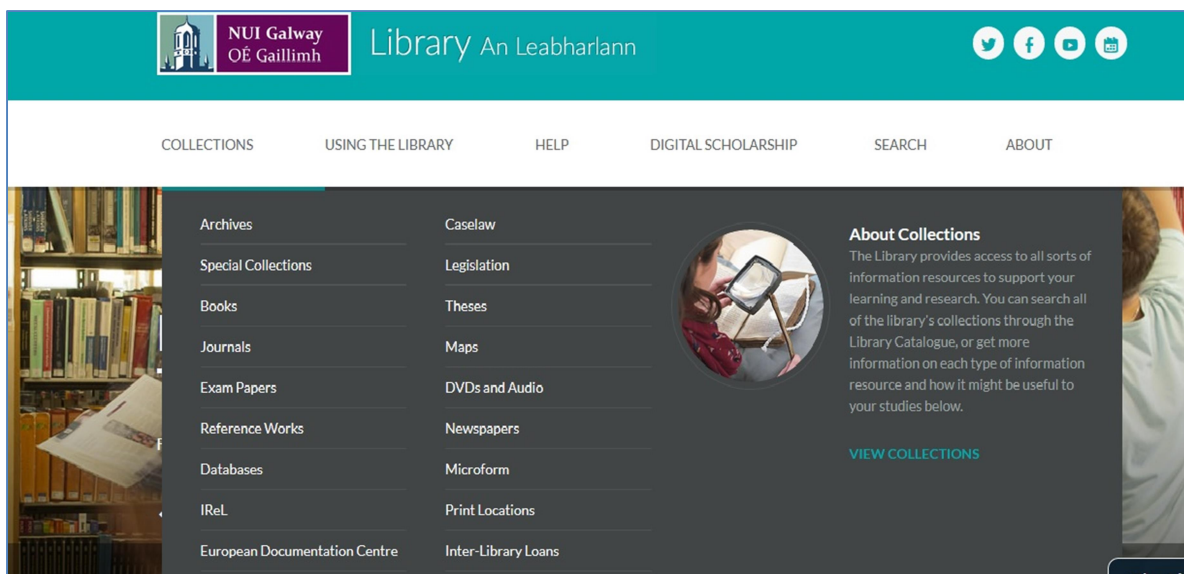 NUI Galway
OÉ Gaillimh
Library An Leabharlann
COLLECTIONS
USING THE LIBRARY
HELP
DIGITAL SCHOLARSHIP
SEARCH
ABOUT
Archives
Special Collections
Books
Journals
Exam Papers
Reference Works
Databases
IReL
European Documentation Centre
Caselaw
Legislation
Theses
Maps
DVDs and Audio
Newspapers
Microform
Print Locations
Inter-Library Loans
About Collections
The Library provides access to all sorts of
information resources to support your
learning and research. You can search all
of the library's collections through the
Library Catalogue, or get more
information on each type of information
resource and how it might be useful to
your studies below.
VIEW COLLECTIONS